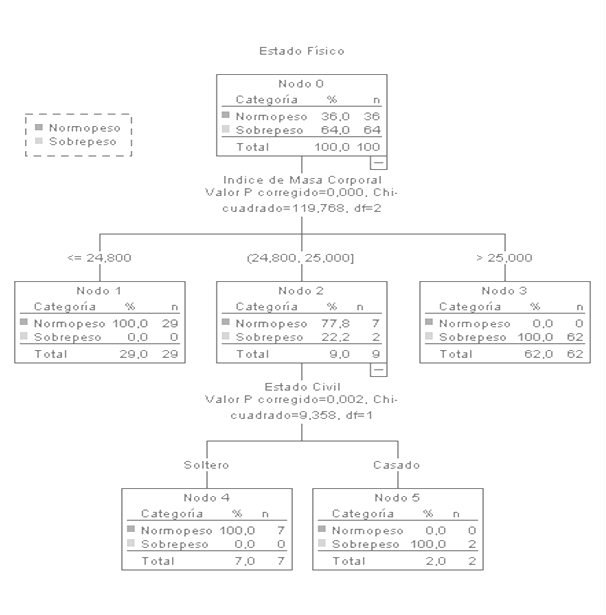 Estado Físico
Nodo 0
Categoría % n
Normopeso 36,0 36
Sobrepeso 64,0 64
Total 100,0 100
Normopeso
Sobrepeso
Indice de Masa Corporal
Valor P corregido=0,000, Chi-
cuadrado=119,768, df=2
<= 24,800
(24,800, 25,000]
> 25,000
Nodo 1
Categoría % n
Normopeso 100,0 29
Sobrepeso 0,0 0
Total 29,0 29
Nodo 2
Categoría % n
Normopeso 77,8 7
Sobrepeso 22,2 2
Total 9,0 9
Nodo 3
Categoría % n
Normopeso 0,0 0
Sobrepeso 100,0 62
Total 62,0 62
Estado Civil
Valor P corregido=0,002, Chi-
cuadrado=9,358, df=1
Soltero
Casado
Nodo 4
Categoría % n
Normopeso 100,0 7
Sobrepeso 0,0 0
Total 7,0 7
Nodo 5
Categoría % n
Normopeso 0,0 0
Sobrepeso 100,0 2
Total 2,0 2